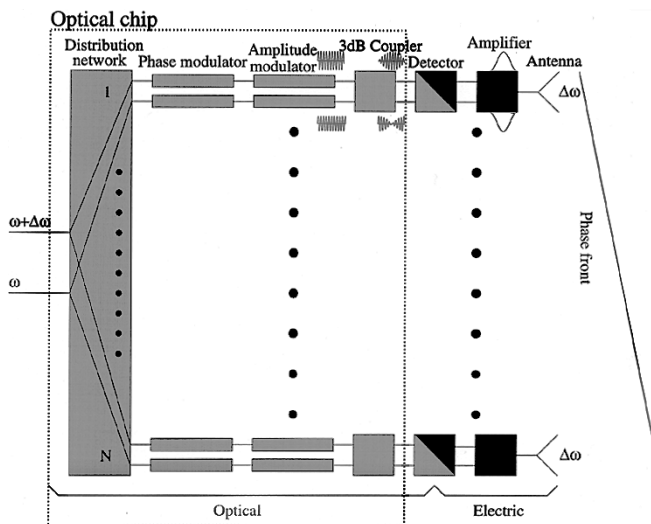 Optical chip
Distribution
network
Phase modulator
Amplitude
modulator
3dB Coupler
Detector
Amplifier
Antenna
1
Δω
ω+Δω
ω
Phase front
N
Δω
Optical
Electric